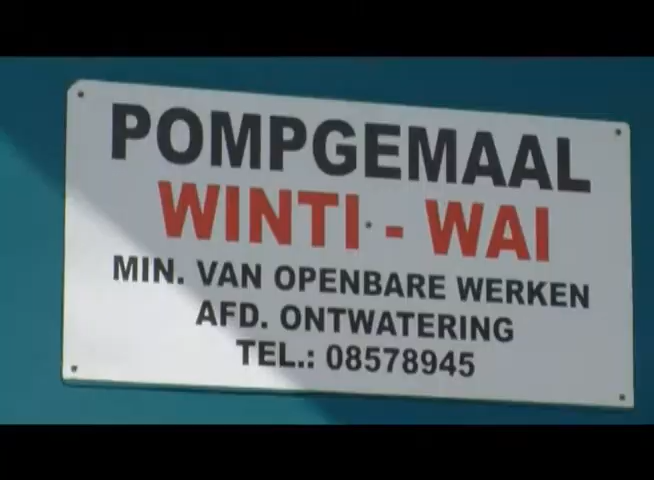 POMPGEMAAL
WINTI - WAI
MIN. VAN OPENBARE WERKEN
AFD. ONTWATERING
TEL.: 08578945